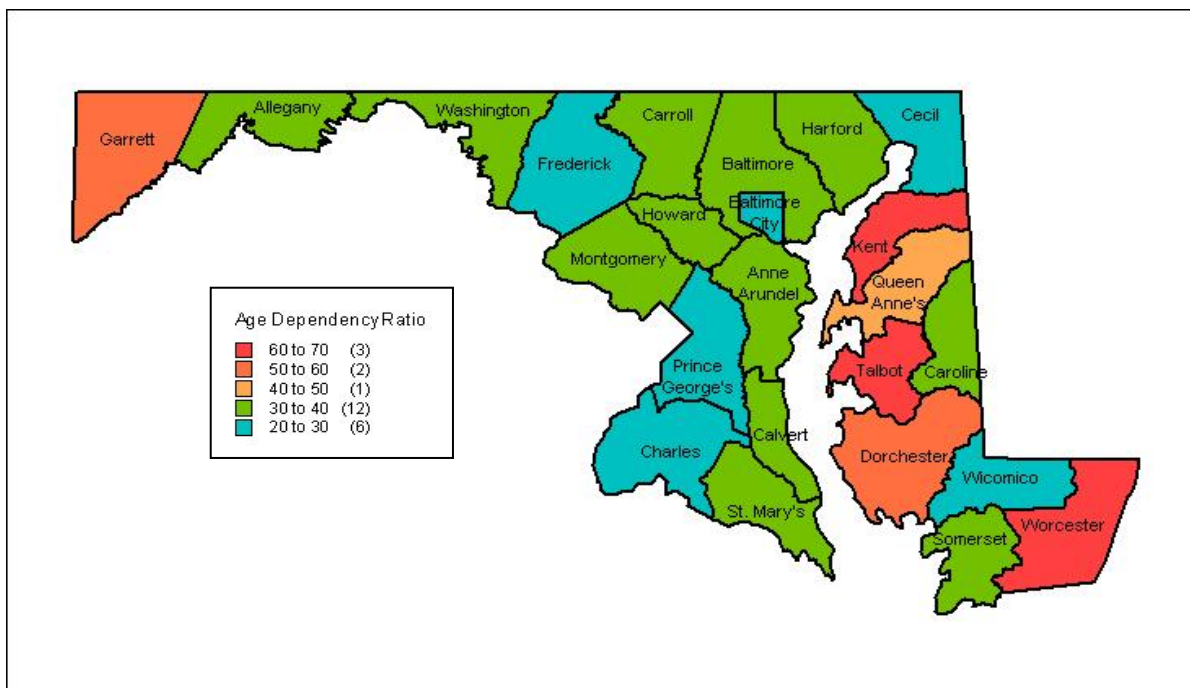 Garrett
Allegany
Washington
Frederick
Carroll
Baltimore
Harford
Cecil
Baltimore
City
Howard
Montgomery
Anne
Arundel
Kent
Queen
Anne's
Talbot
Caroline
Prince
George's
Charles
Calvert
St. Mary's
Dorchester
Wicomico
Somerset
Worcester
Age Dependency Ratio
60 to 70 (3)
50 to 60 (2)
40 to 50 (1)
30 to 40 (12)
20 to 30 (6)